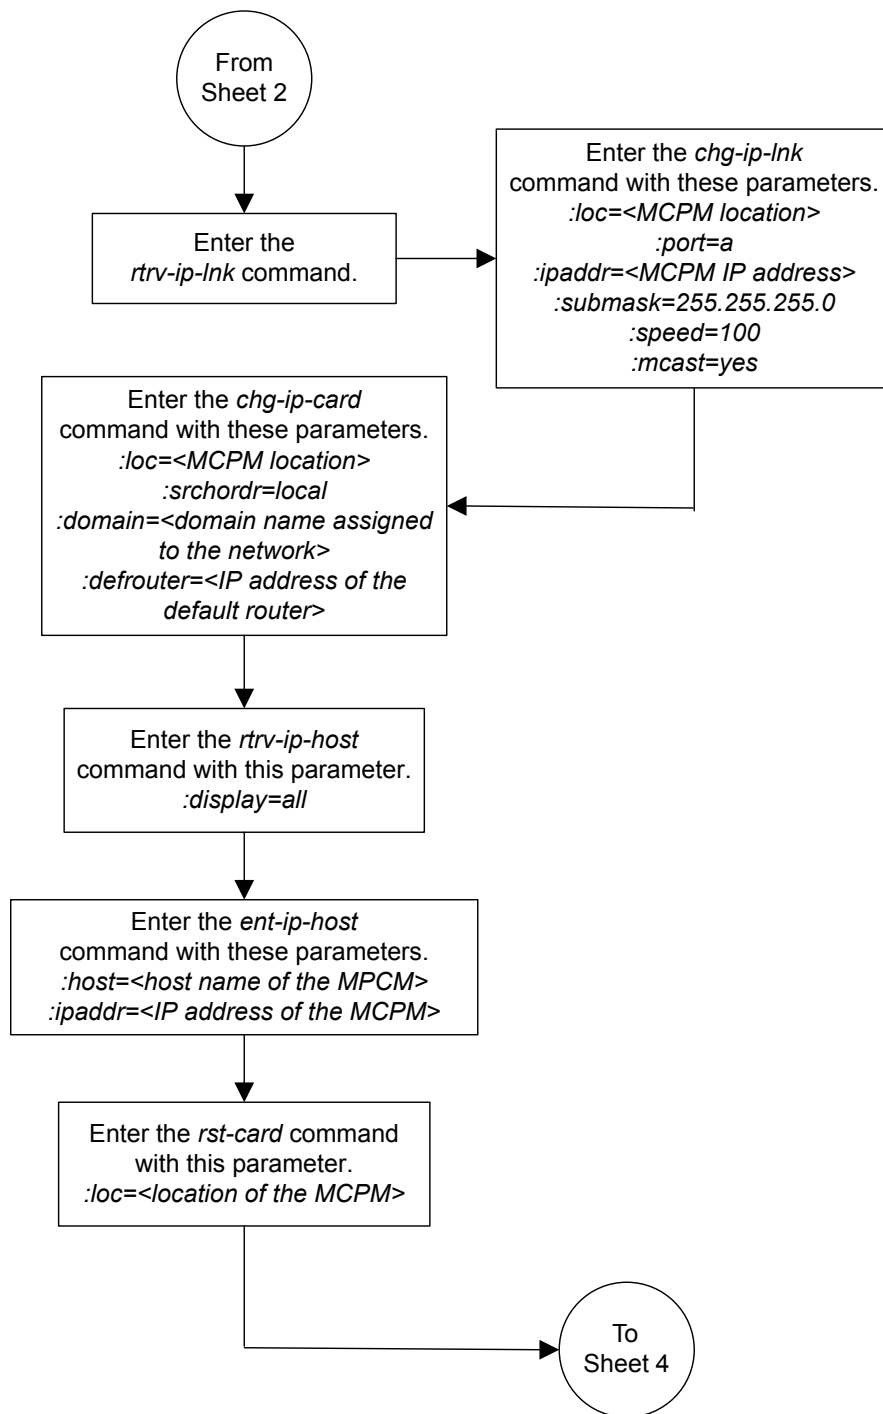 From
Sheet 2
Enter the
rtrv-ip-lnk command.
Enter the chg-ip-lnk
command with these parameters.
:loc=<MCPM location>
:port=a
:ipaddr=<MCPM IP address>
:submask=255.255.255.0
:speed=100
:mcast=yes
Enter the chg-ip-card
command with these parameters.
:loc=<MCPM location>
:srchordr=local
:domain=<domain name assigned
to the network>
:defrouter=<IP address of the
default router>
Enter the rtrv-ip-host
command with this parameter.
:display=all
Enter the ent-ip-host
command with these parameters.
:host=<host name of the MPCM>
:ipaddr=<IP address of the MCPM>
Enter the rst-card command
with this parameter.
:loc=<location of the MCPM>
To
Sheet 4